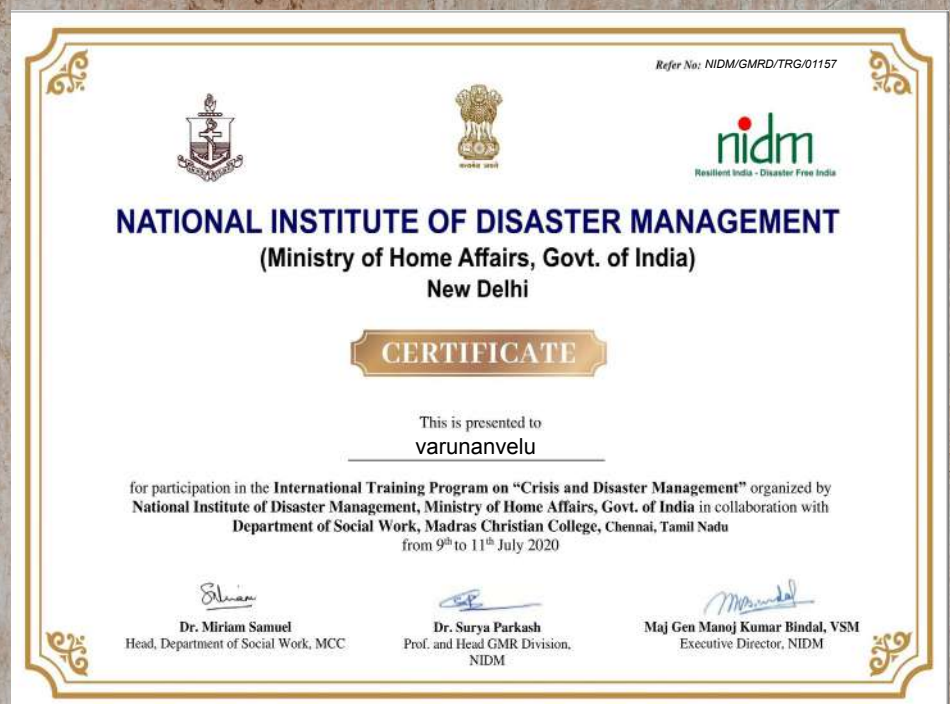 Refer No: NIDM/GMRD/TRG/01157
सत्यमेव जयते
nidm
Resilient India - Disaster Free India
NATIONAL INSTITUTE OF DISASTER MANAGEMENT
(Ministry of Home Affairs, Govt. of India)
New Delhi
CERTIFICATE
This is presented to
varunanvelu
for participation in the International Training Program on “Crisis and Disaster Management” organized by
National Institute of Disaster Management, Ministry of Home Affairs, Govt. of India in collaboration with
Department of Social Work, Madras Christian College, Chennai, Tamil Nadu
from 9th to 11th July 2020
Dr. Miriam Samuel
Head, Department of Social Work, MCC
Dr. Surya Parkash
Prof. and Head GMR Division,
NIDM
Maj Gen Manoj Kumar Bindal, VSM
Executive Director, NIDM